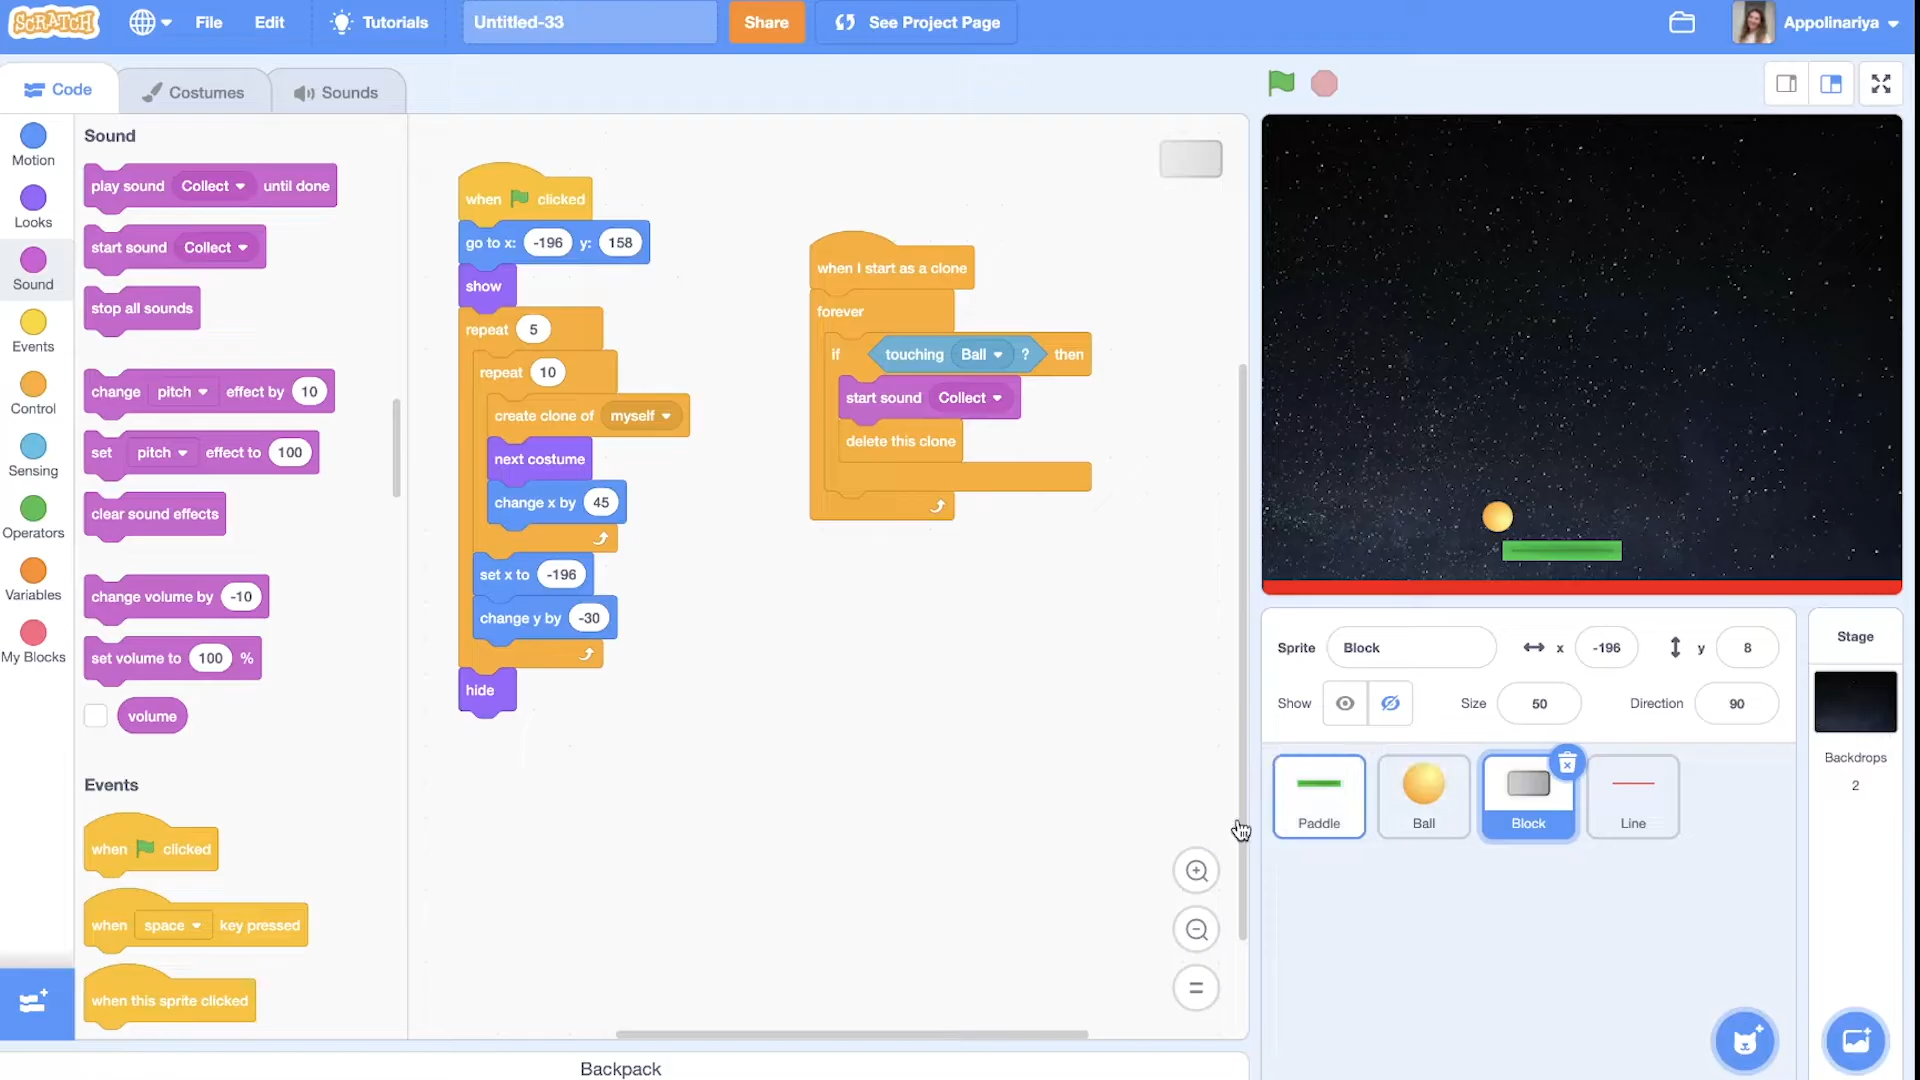 SCRATCH File Edit Tutorials Untitled-33 Share See Project Page Appolinariya
Code Costumes Sounds
Motion
Looks
Sound
Events
Control
Sensing
Operators
Variables
My Blocks
Sound
play sound Collect until done
start sound Collect
stop all sounds
change pitch effect by 10
set pitch effect to 100
clear sound effects
change volume by -10
set volume to 100 %
volume
Events
when clicked
when space key pressed
when this sprite clicked
when clicked
go to x: -196 y: 158
show
repeat 5
repeat 10
create clone of myself
next costume
change x by 45
set x to -196
change y by -30
hide
when I start as a clone
forever
if touching Ball ? then
start sound Collect
delete this clone
Backpack
Sprite Block x -196 y 8
Show Size 50 Direction 90
Paddle Ball Block Line
Stage
Backdrops
2